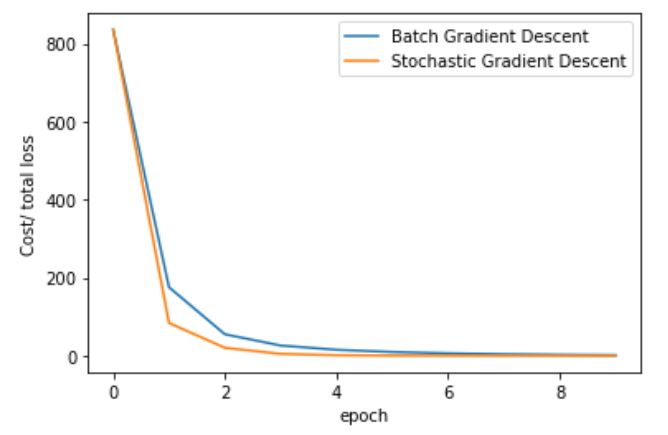 Batch Gradient Descent
Stochastic Gradient Descent
800
600
400
200
0
Cost/ total loss
0 2 4 6 8
epoch